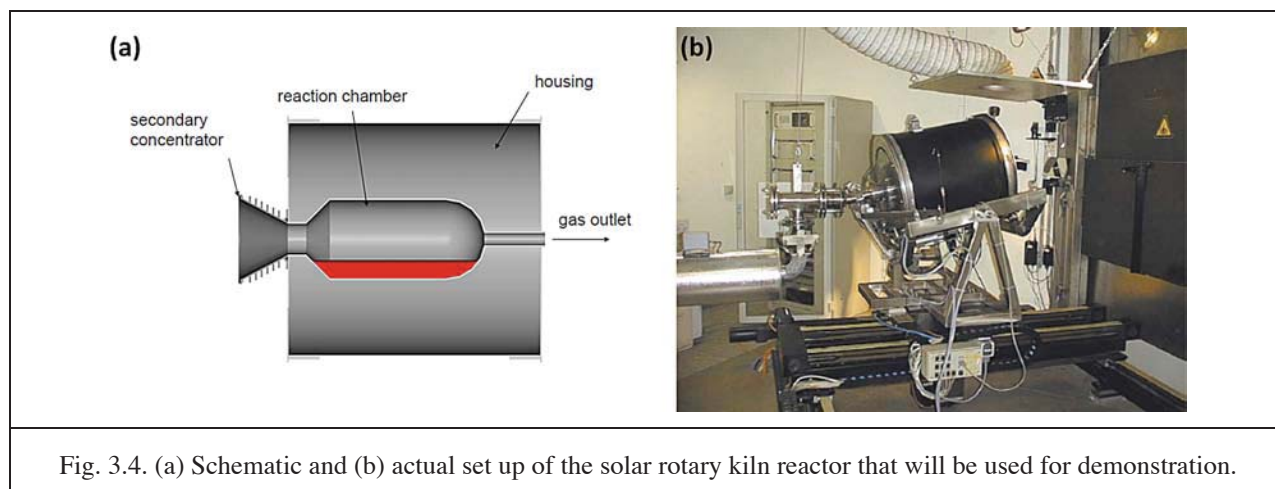 (a)
(b)
housing
reaction chamber
secondary
concentrator
gas outlet
Fig. 3.4. (a) Schematic and (b) actual set up of the solar rotary kiln reactor that will be used for demonstration.